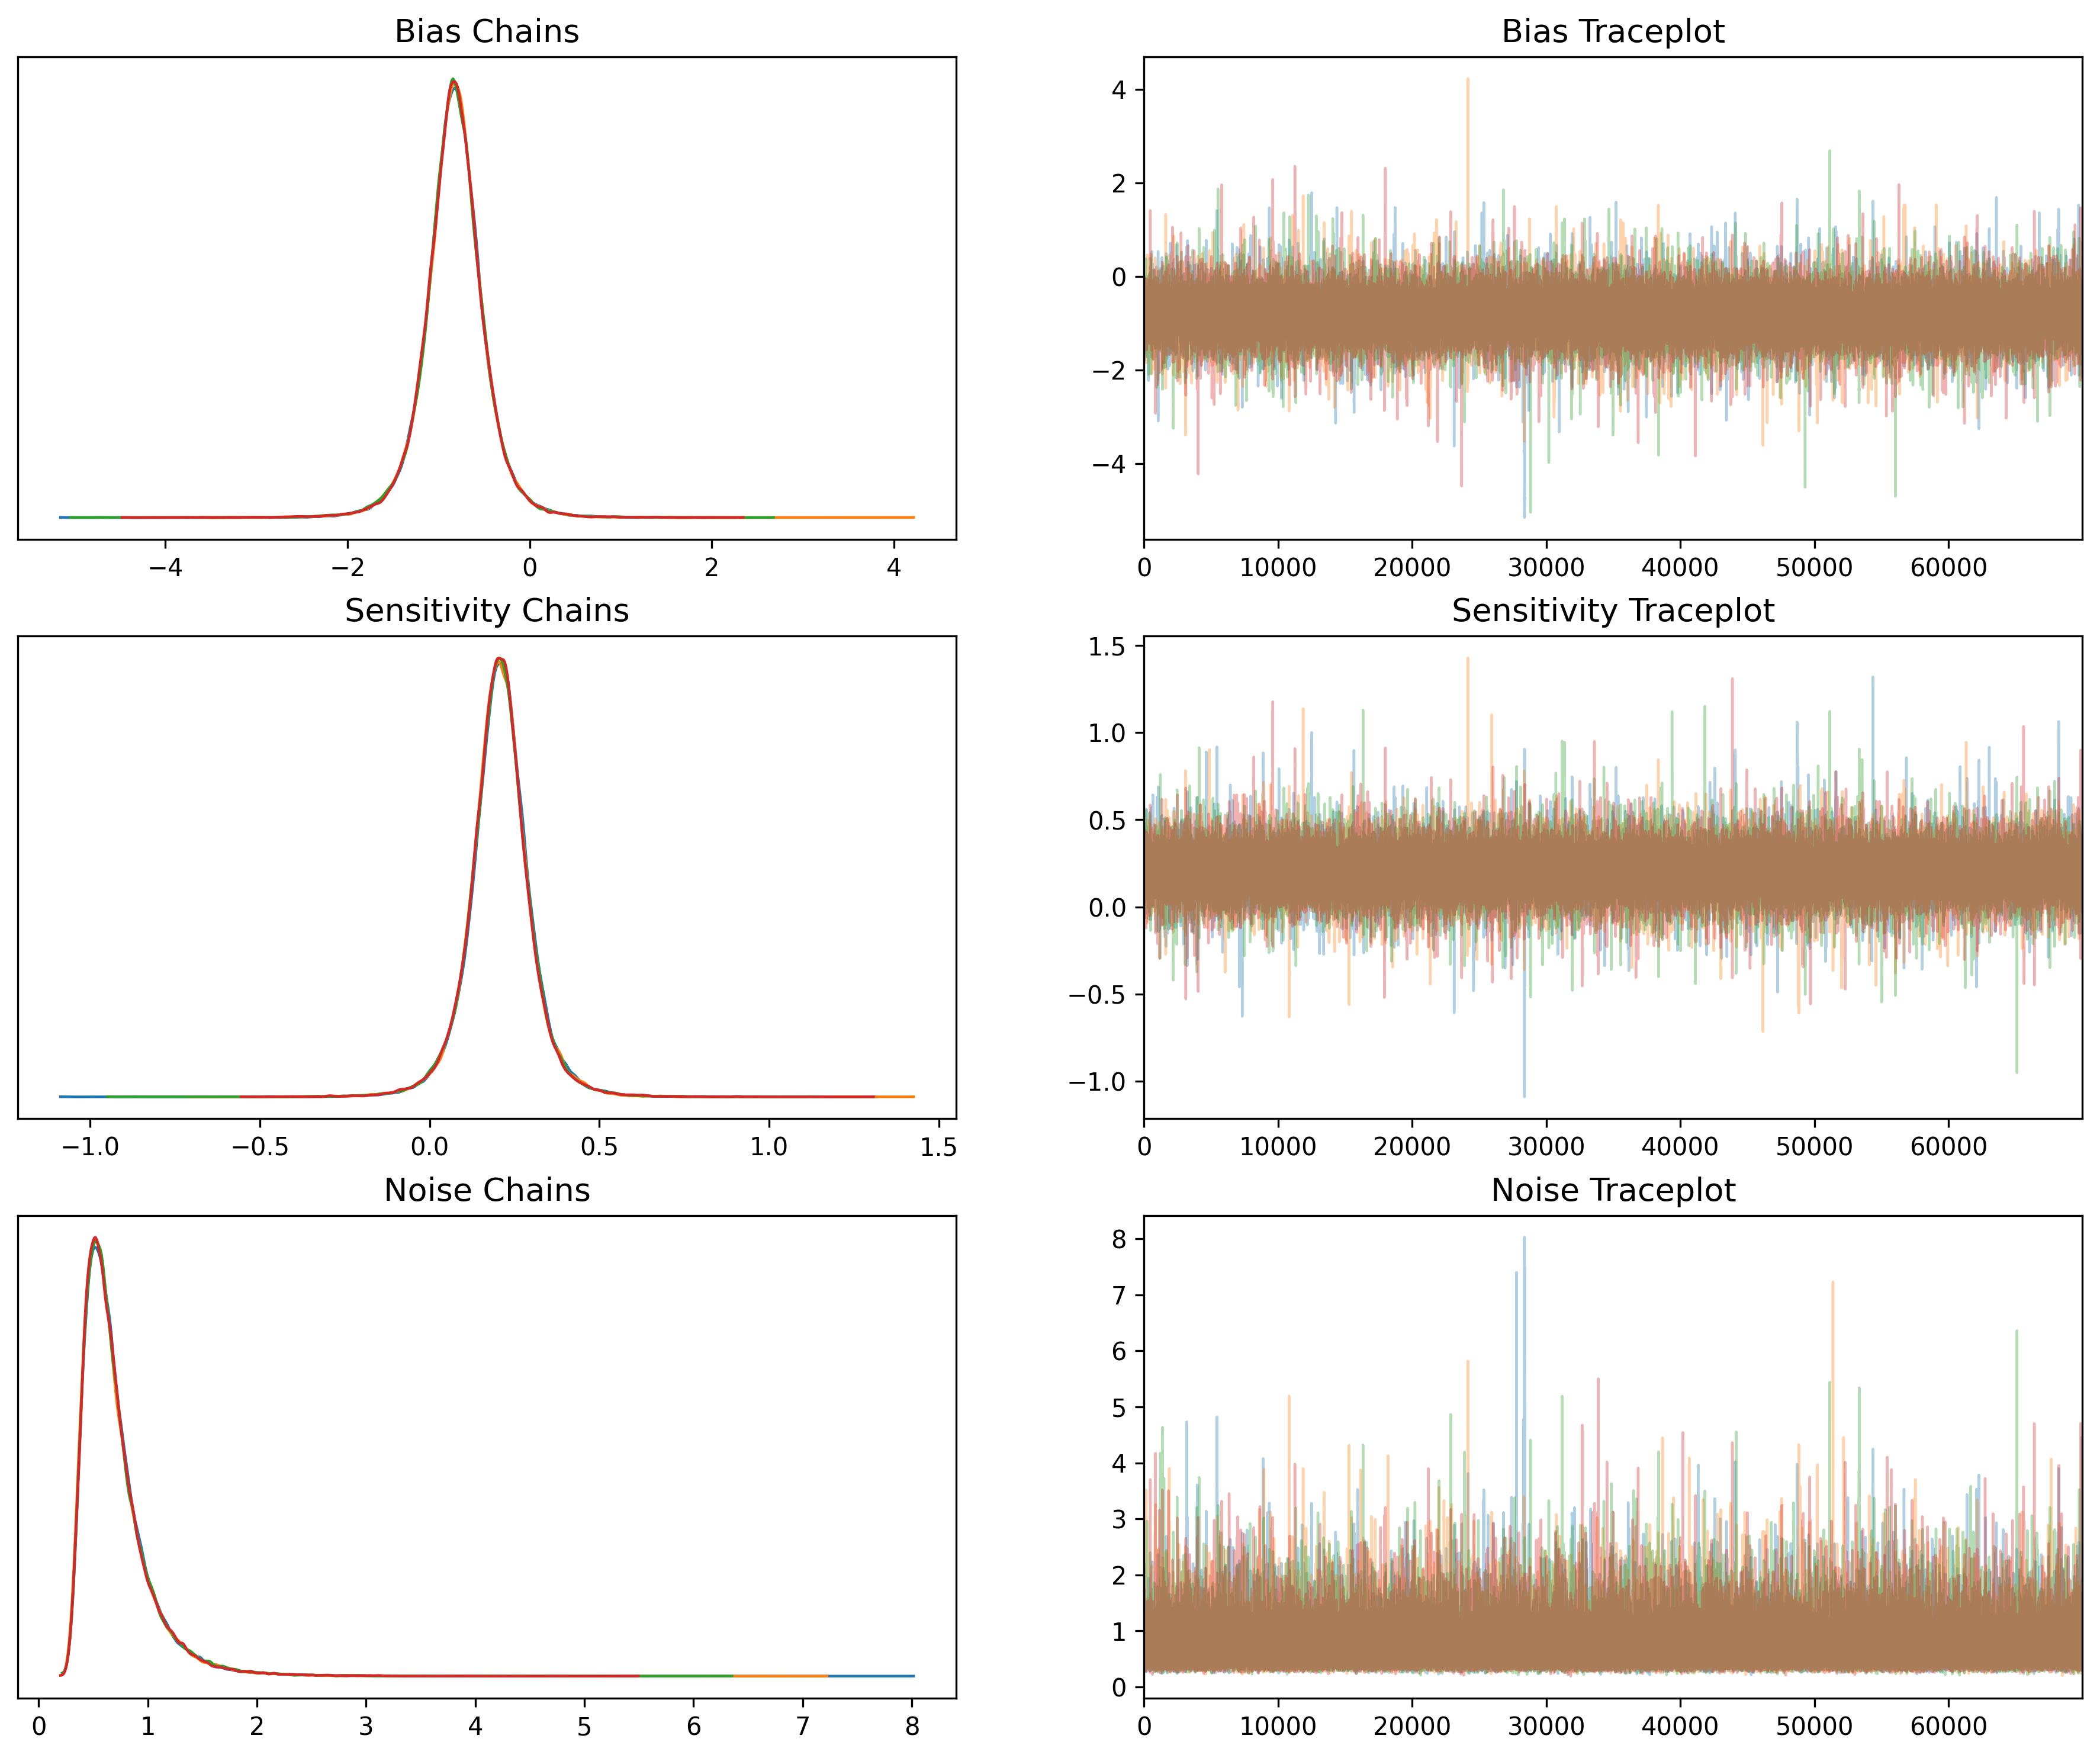 Bias Chains
−4 −2 0 2 4
Bias Traceplot
4
2
0
−2
−4
0 10000 20000 30000 40000 50000 60000
Sensitivity Chains
−1.0 −0.5 0.0 0.5 1.0 1.5
Sensitivity Traceplot
1.5
1.0
0.5
0.0
−0.5
−1.0
0 10000 20000 30000 40000 50000 60000
Noise Chains
0 1 2 3 4 5 6 7 8
Noise Traceplot
8
7
6
5
4
3
2
1
0
0 10000 20000 30000 40000 50000 60000